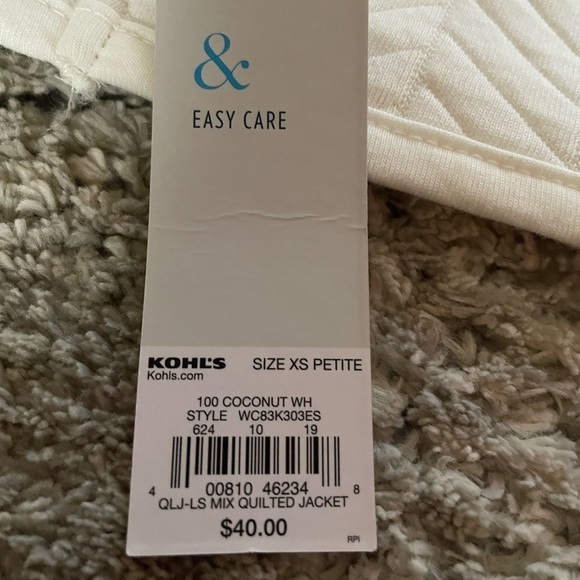 &
EASY CARE
KOHL'S SIZE XS PETITE
Kohls.com
100 COCONUT WH
STYLE WC83K303ES
624 10 19
4 00810 46234 8
QLJ-LS MIX QUILTED JACKET
$40.00
RPI